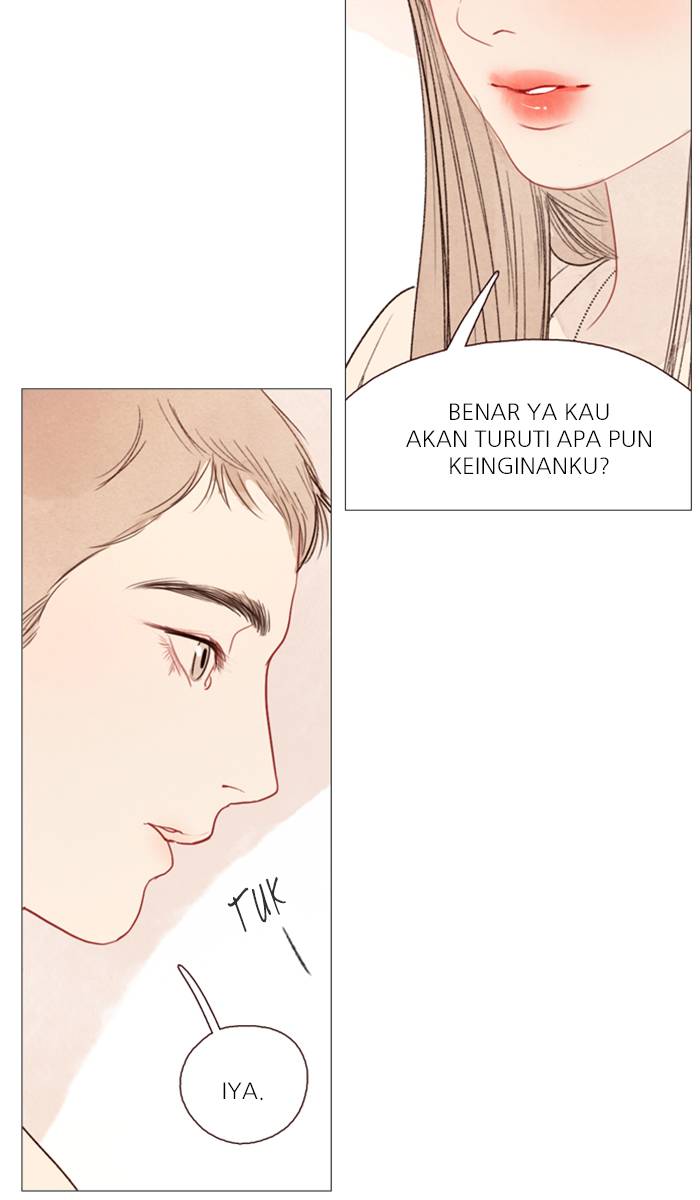 BENAR YA KAU
AKAN TURUTI APA PUN
KEINGINANKU?
TUK
IYA.